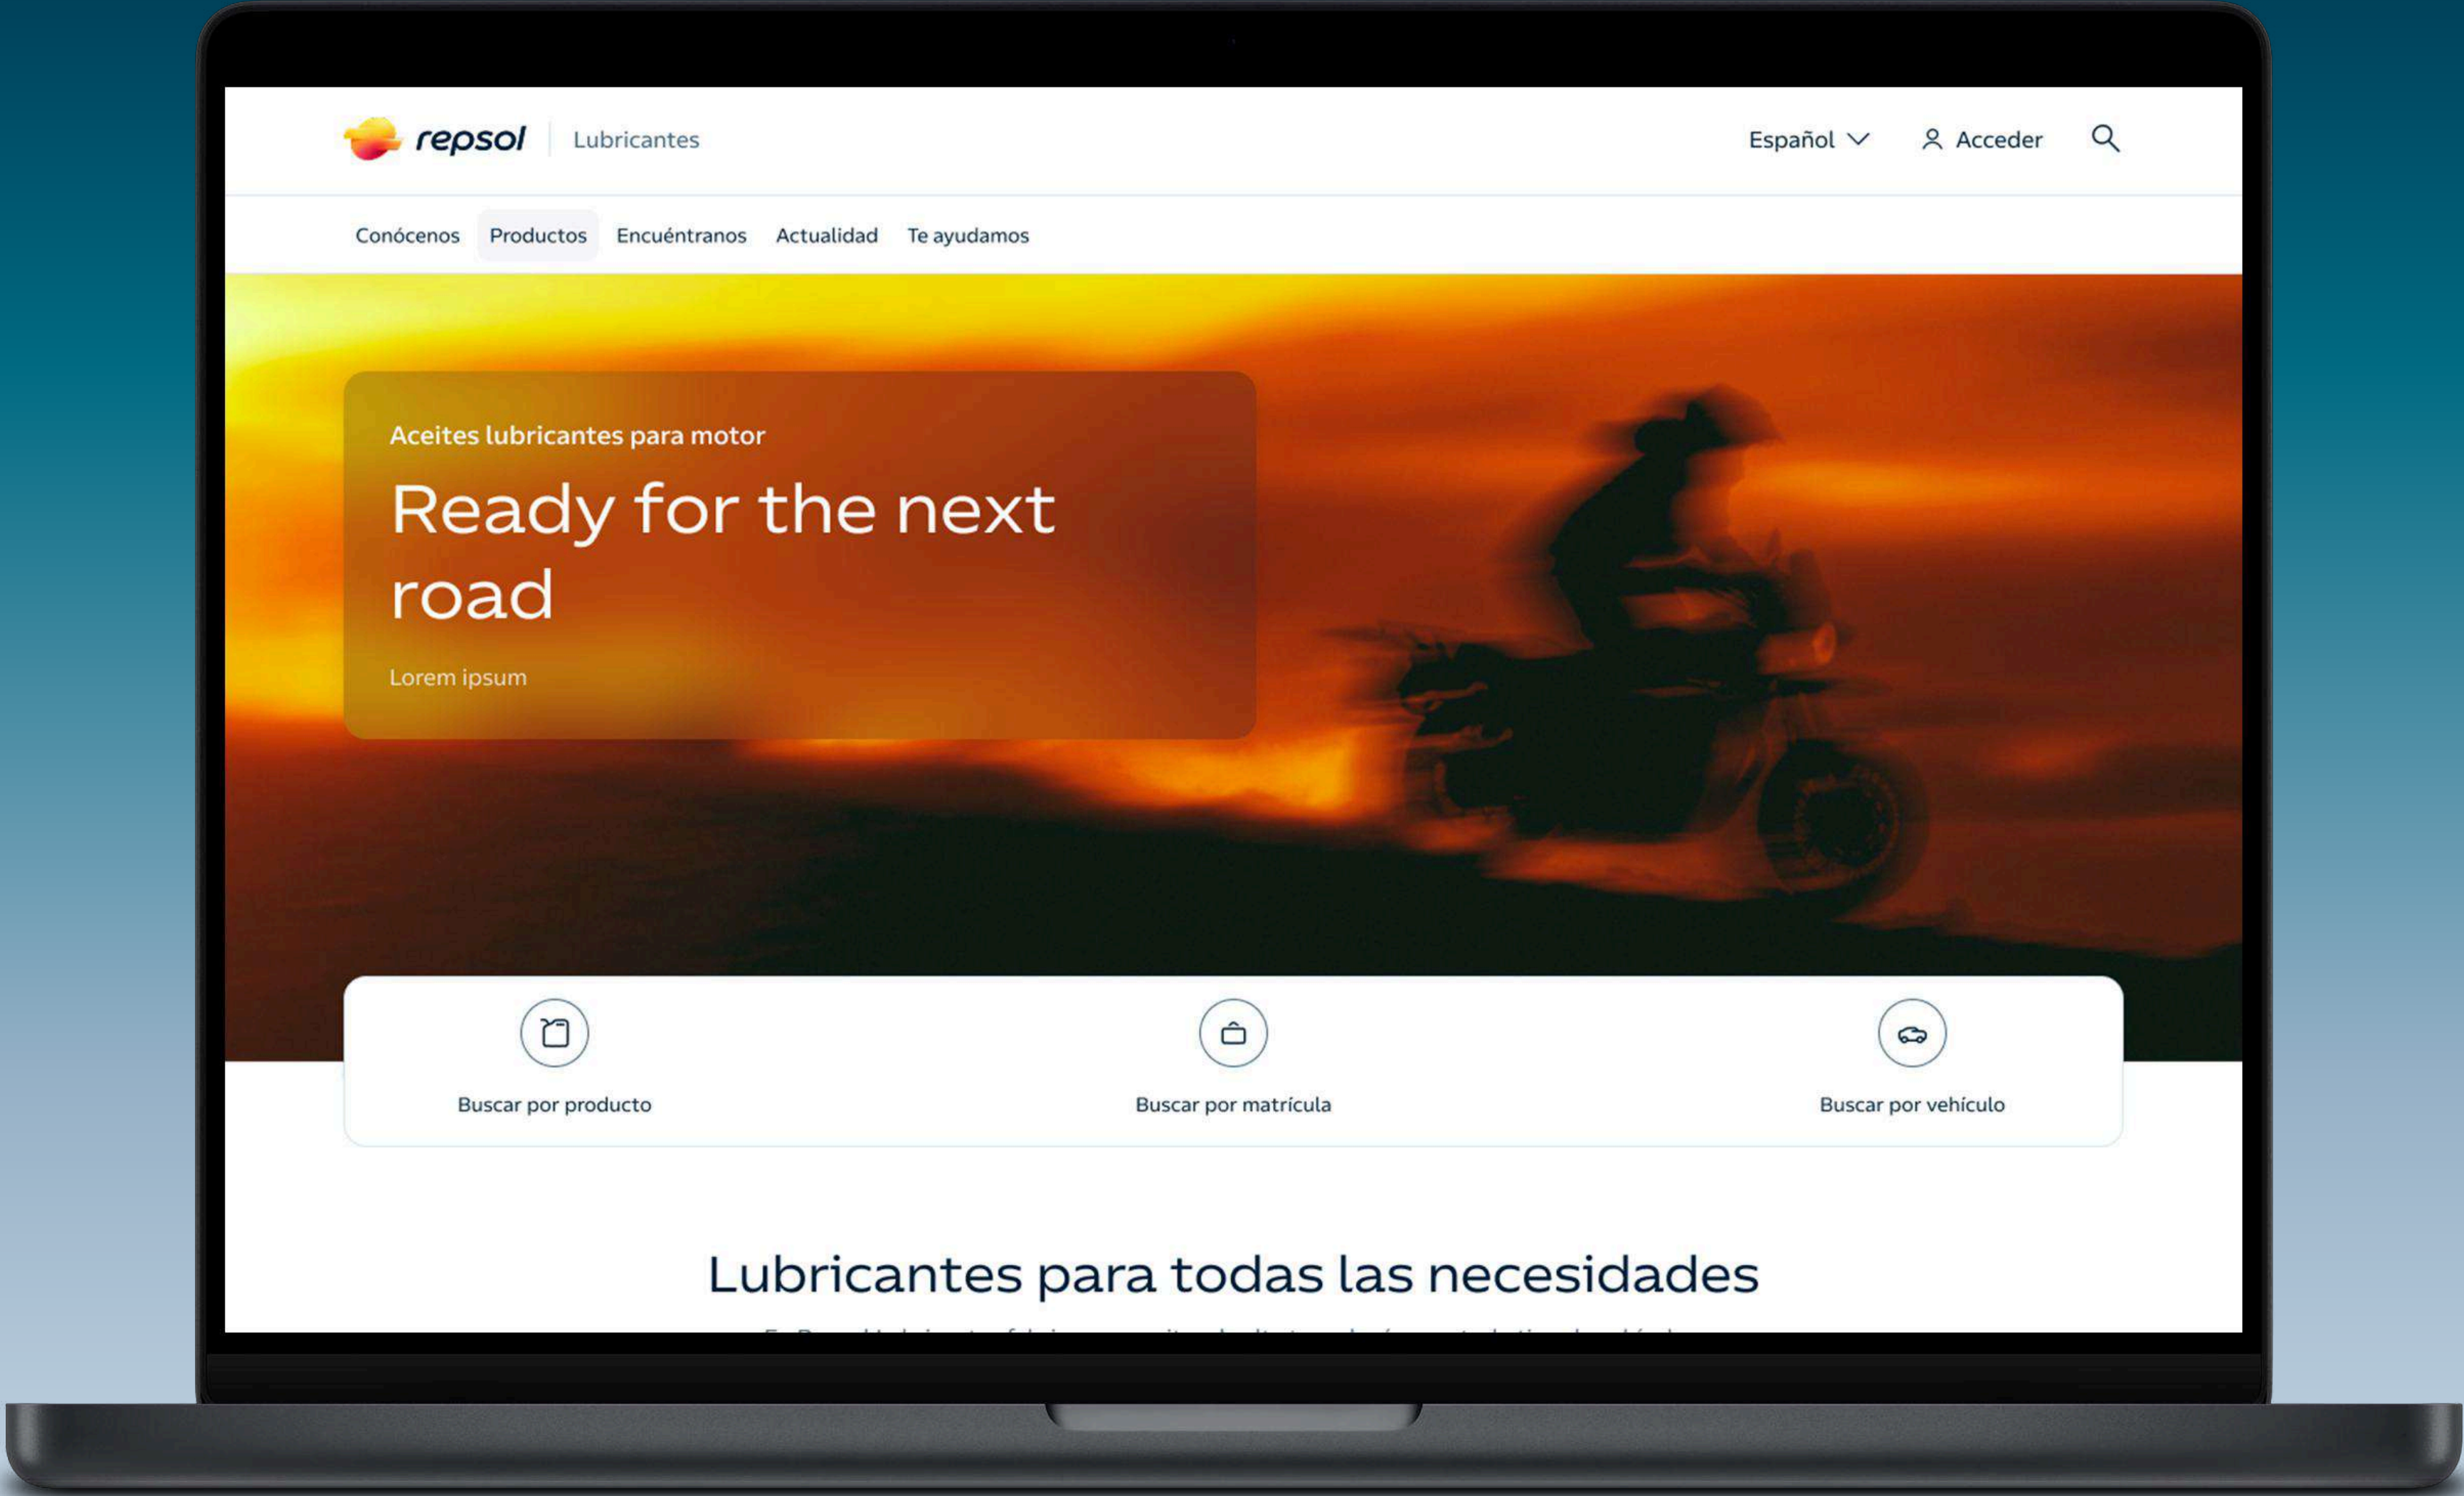 repsol
Lubricantes
Español
Acceder
Conócenos Productos Encuéntranos Actualidad Te ayudamos
Aceites lubricantes para motor
Ready for the next
road
Lorem ipsum
Buscar por producto
Buscar por matrícula
Buscar por vehículo
Lubricantes para todas las necesidades